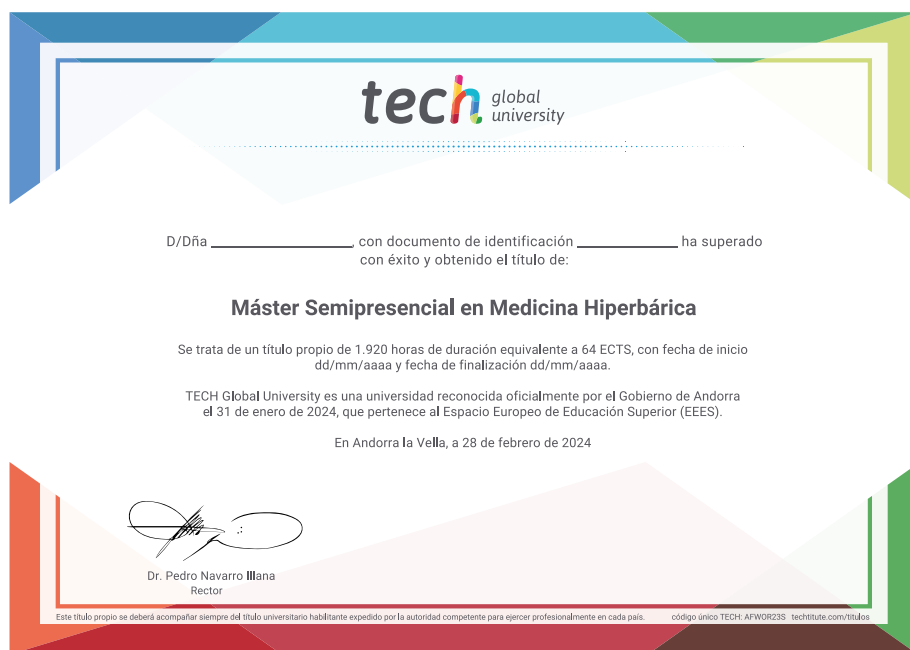 tech global university
D/Dña ________________, con documento de identificación ____________ ha superado
con éxito y obtenido el título de:
Máster Semipresencial en Medicina Hiperbárica
Se trata de un título propio de 1.920 horas de duración equivalente a 64 ECTS, con fecha de inicio
dd/mm/aaaa y fecha de finalización dd/mm/aaaa.
TECH Global University es una universidad reconocida oficialmente por el Gobierno de Andorra
el 31 de enero de 2024, que pertenece al Espacio Europeo de Educación Superior (EEES).
En Andorra la Vella, a 28 de febrero de 2024
Dr. Pedro Navarro Illana
Rector
Este título propio se deberá acompañar siempre del título universitario habilitante expedido por la autoridad competente para ejercer profesionalmente en cada país. código único TECH: AFWOR23S techtitute.com/titulos